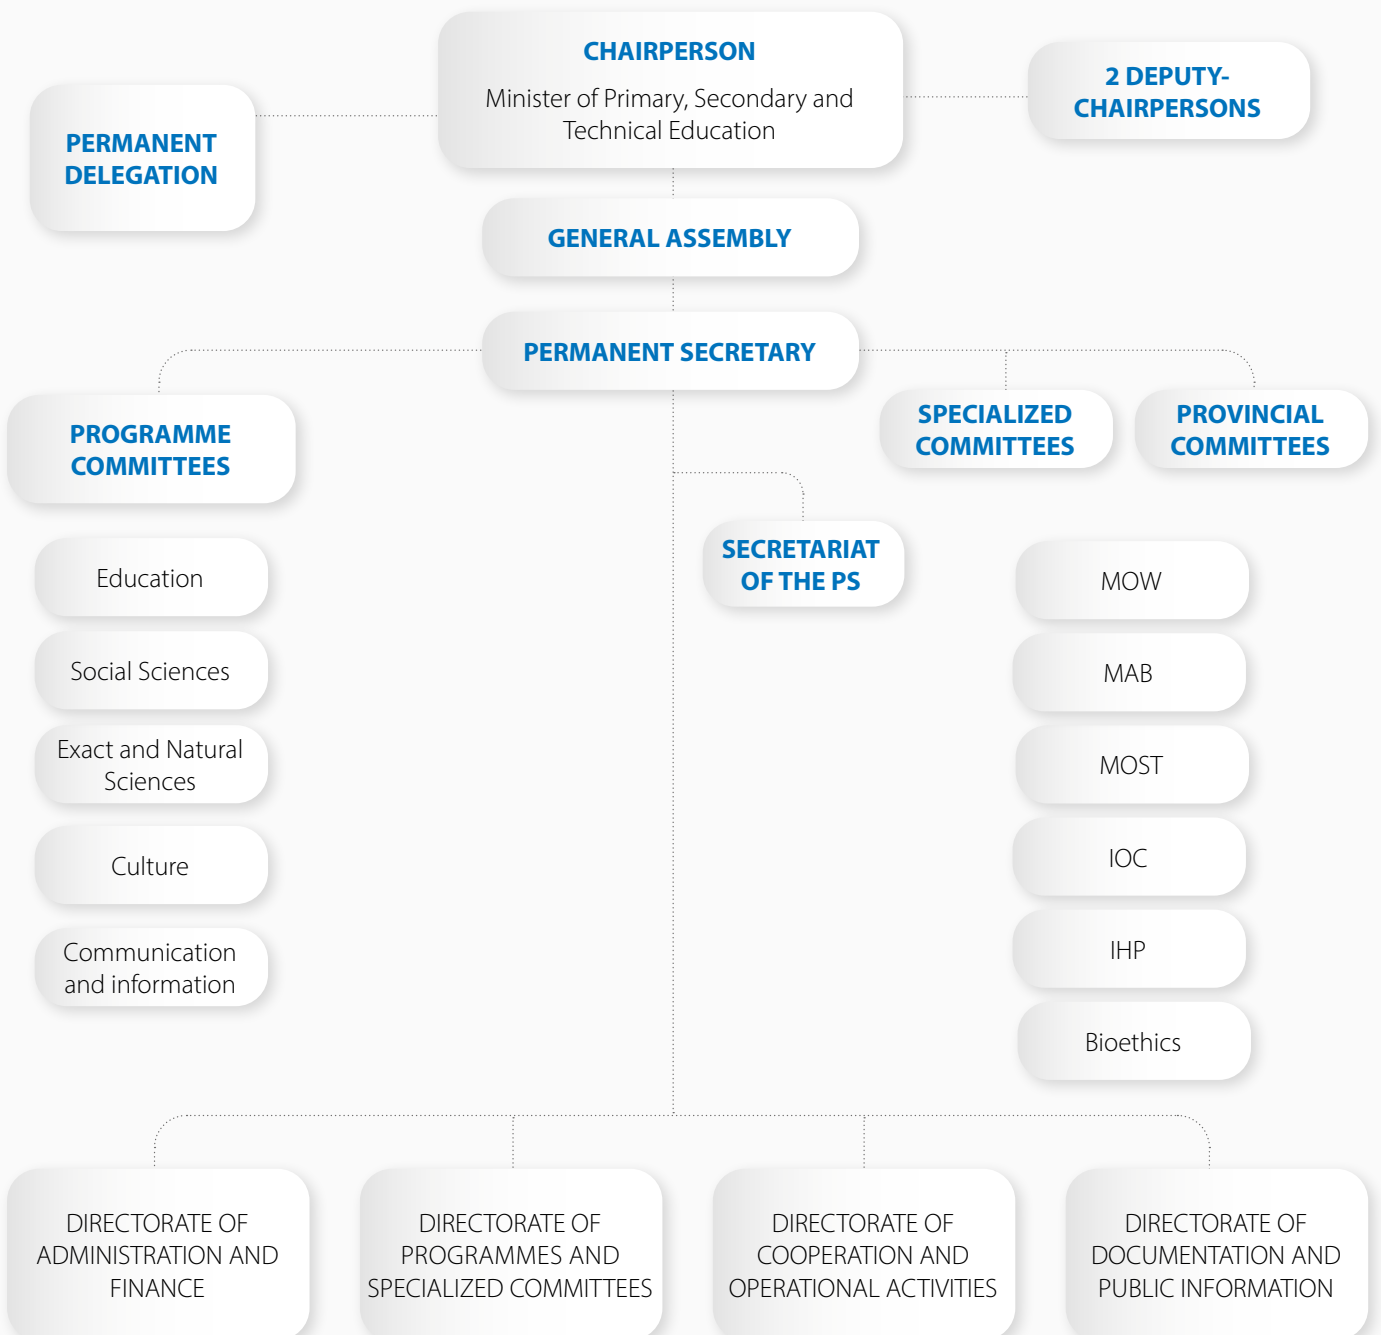 CHAIRPERSON
Minister of Primary, Secondary and
Technical Education
2 DEPUTY-
CHAIRPERSONS
PERMANENT
DELEGATION
GENERAL ASSEMBLY
PERMANENT SECRETARY
PROGRAMME
COMMITTEES
SPECIALIZED
COMMITTEES
PROVINCIAL
COMMITTEES
SECRETARIAT
OF THE PS
Education
Social Sciences
Exact and Natural
Sciences
Culture
Communication
and information
MOW
MAB
MOST
IOC
IHP
Bioethics
DIRECTORATE OF
ADMINISTRATION AND
FINANCE
DIRECTORATE OF
PROGRAMMES AND
SPECIALIZED COMMITTEES
DIRECTORATE OF
COOPERATION AND
OPERATIONAL ACTIVITIES
DIRECTORATE OF
DOCUMENTATION AND
PUBLIC INFORMATION